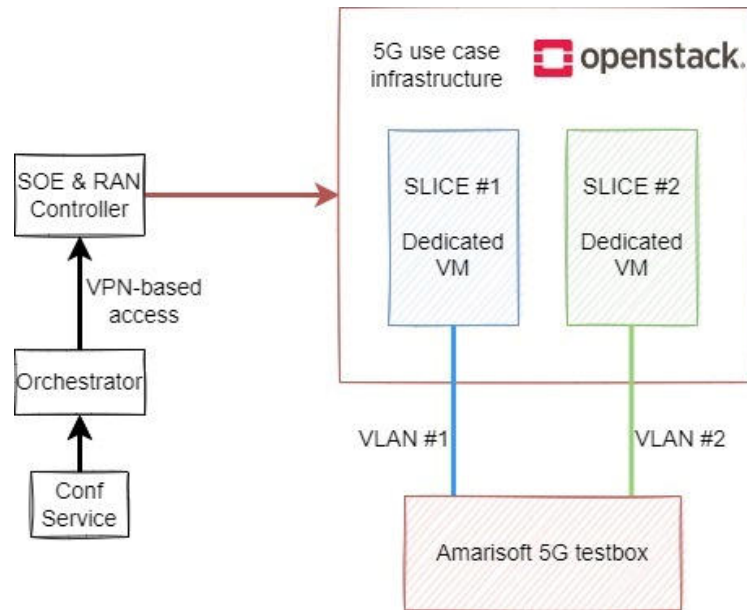 5G use case
infrastructure
openstack.
SOE & RAN
Controller
SLICE #1
Dedicated
VM
SLICE #2
Dedicated
VM
VPN-based
access
Orchestrator
VLAN #1
VLAN #2
Conf
Service
Amarisoft 5G testbox